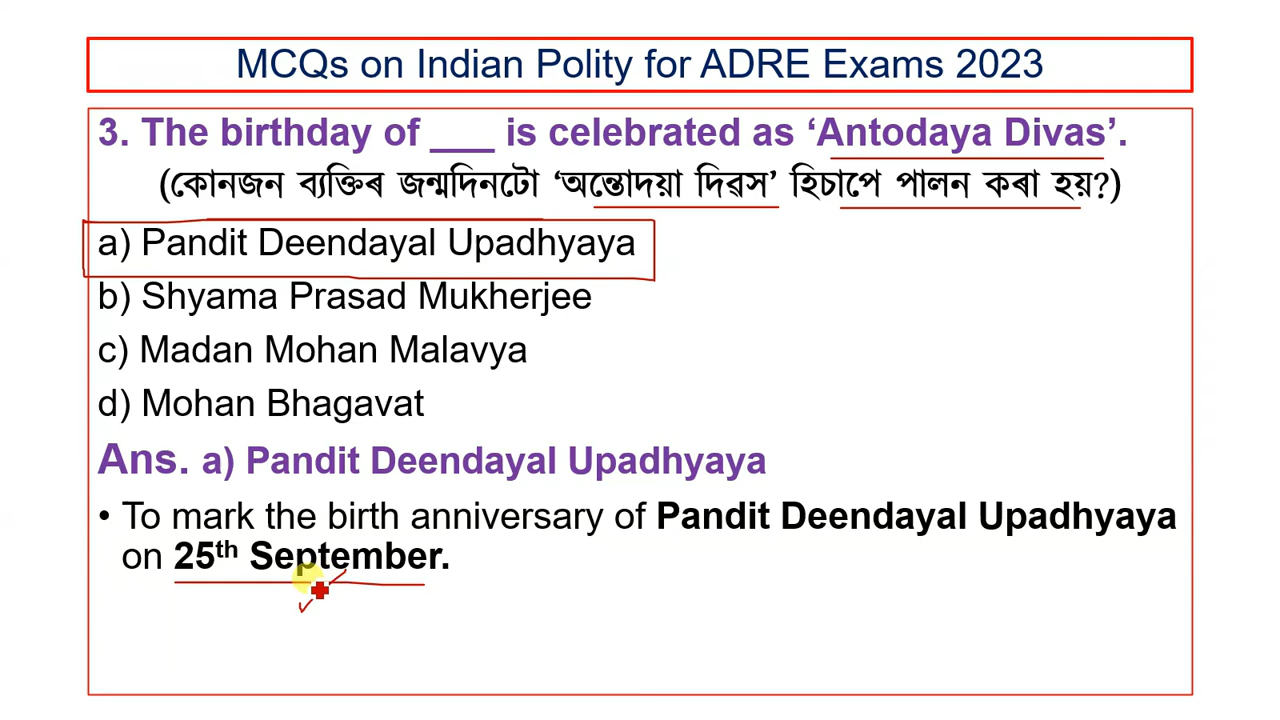 MCQs on Indian Polity for ADRE Exams 2023
3. The birthday of ___ is celebrated as ‘Antodaya Divas’.
(কোনজন ব্যক্তিৰ জন্মদিনটো ‘অন্তোদয়া দিৱস’ হিচাপে পালন কৰা হয়?)
a) Pandit Deendayal Upadhyaya
b) Shyama Prasad Mukherjee
c) Madan Mohan Malavya
d) Mohan Bhagavat
Ans. a) Pandit Deendayal Upadhyaya
• To mark the birth anniversary of Pandit Deendayal Upadhyaya
on 25th September.